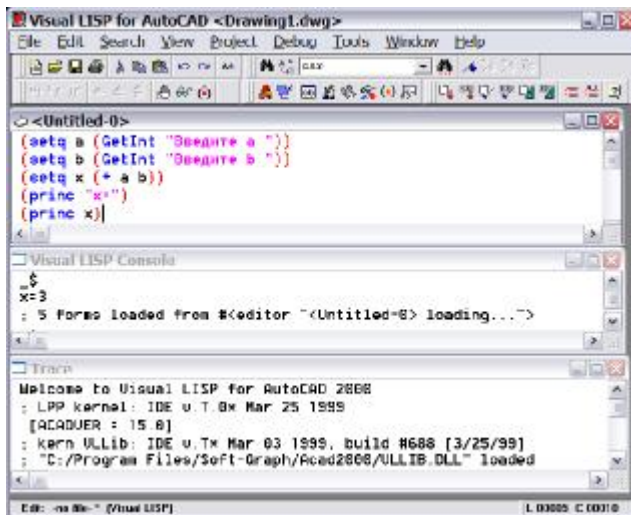 Visual LISP for AutoCAD <Drawing1.dwg>
File Edit Search View Project Debug Tools Window Help
<Untitled-0>
(setq a (GetInt "Введите a "))
(setq b (GetInt "Введите b "))
(setq x (+ a b))
(princ "x=")
(princ x)
Visual LISP Console
_$
x=3
; 5 forms loaded from #<editor "<Untitled-0> loading...">
Trace
Welcome to Visual LISP for AutoCAD 2000
; LPP kernel: IDE v.T.0x Mar 25 1999
[ACADVER : 15.0]
; kern VLLib: IDE v.Tx Mar 03 1999, build #688 [3/25/99]
; "C:/Program Files/Soft-Graph/Acad2000/VLLIB.DLL" loaded
Edit: (Visual LISP) L 00005 C 00010